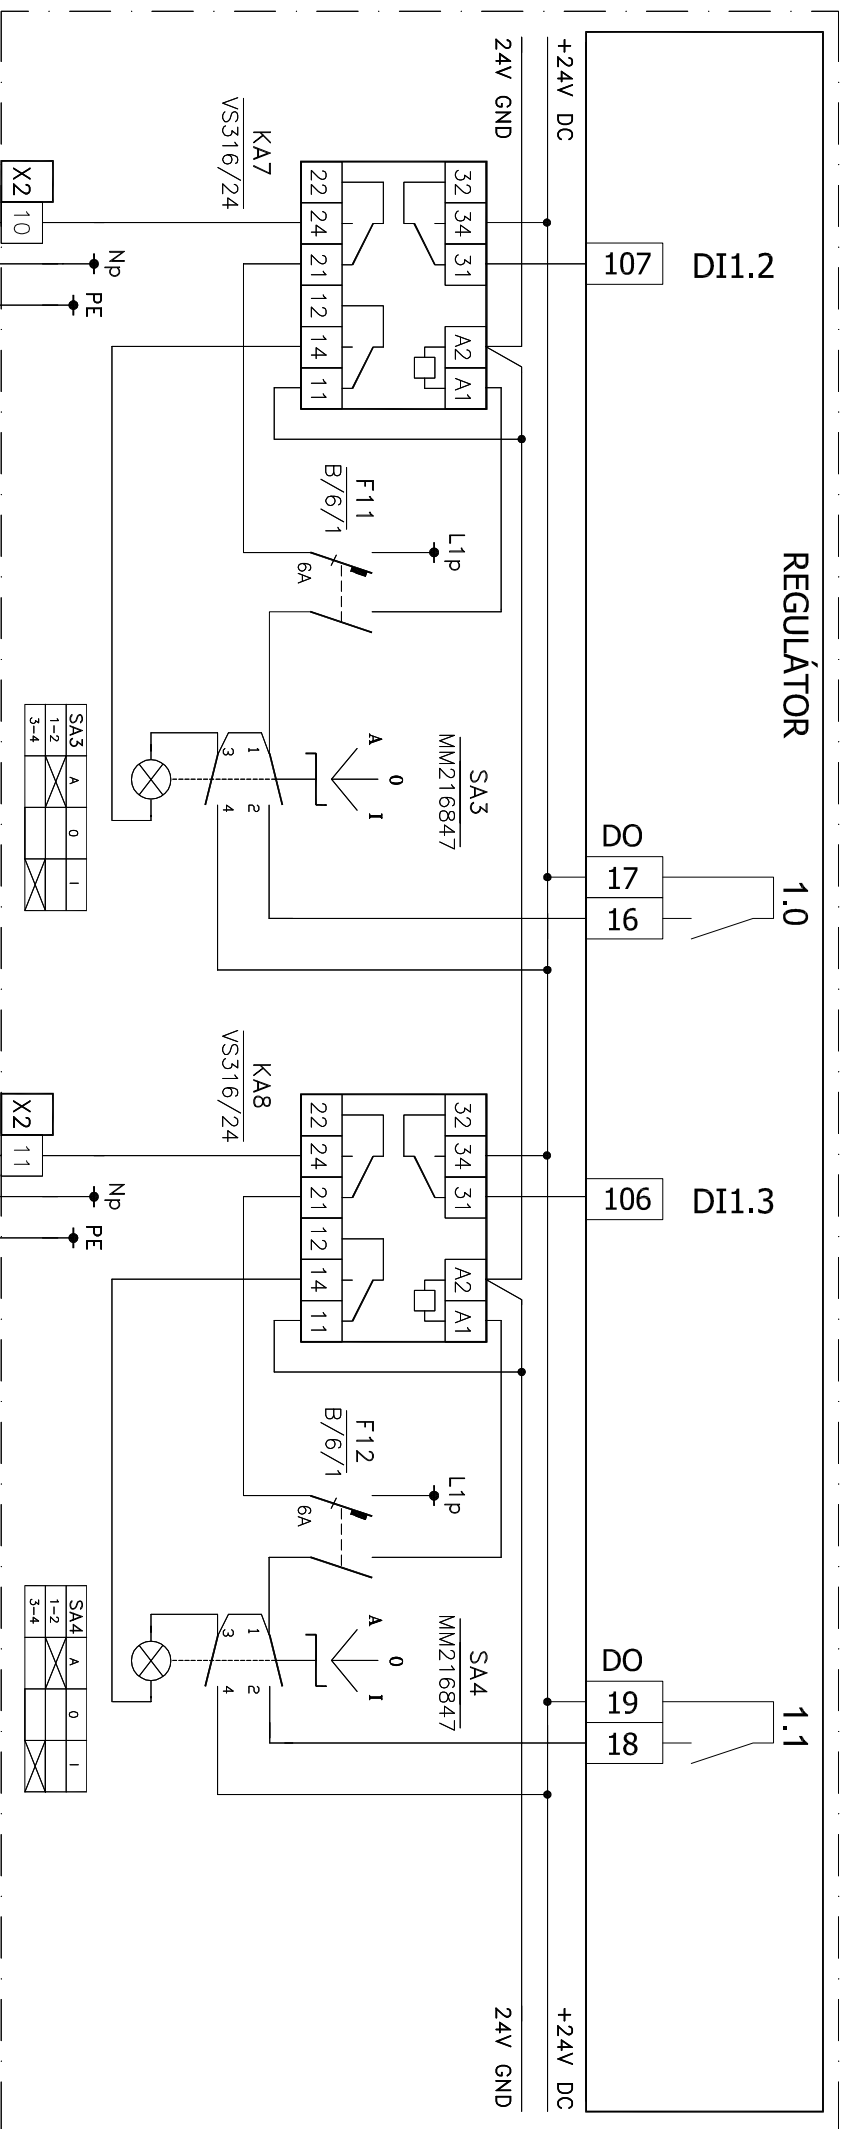 REGULÁTOR
DI1.2
107
DO
17
16
1.0
DI1.3
106
DO
19
18
1.1
+24V DC
24V GND
+24V DC
24V GND
KA7
VS316/24
32
34
31
A2
A1
22
24
21
12
14
11
F11
B/6/1
L1p
6A
SA3
MM216847
A
0
I
1
2
3
4
X2
10
Np
PE
SA3 A 0 I
1-2
3-4
KA8
VS316/24
32
34
31
A2
A1
22
24
21
12
14
11
F12
B/6/1
L1p
6A
SA4
MM216847
A
0
I
1
2
3
4
X2
11
Np
PE
SA4 A 0 I
1-2
3-4